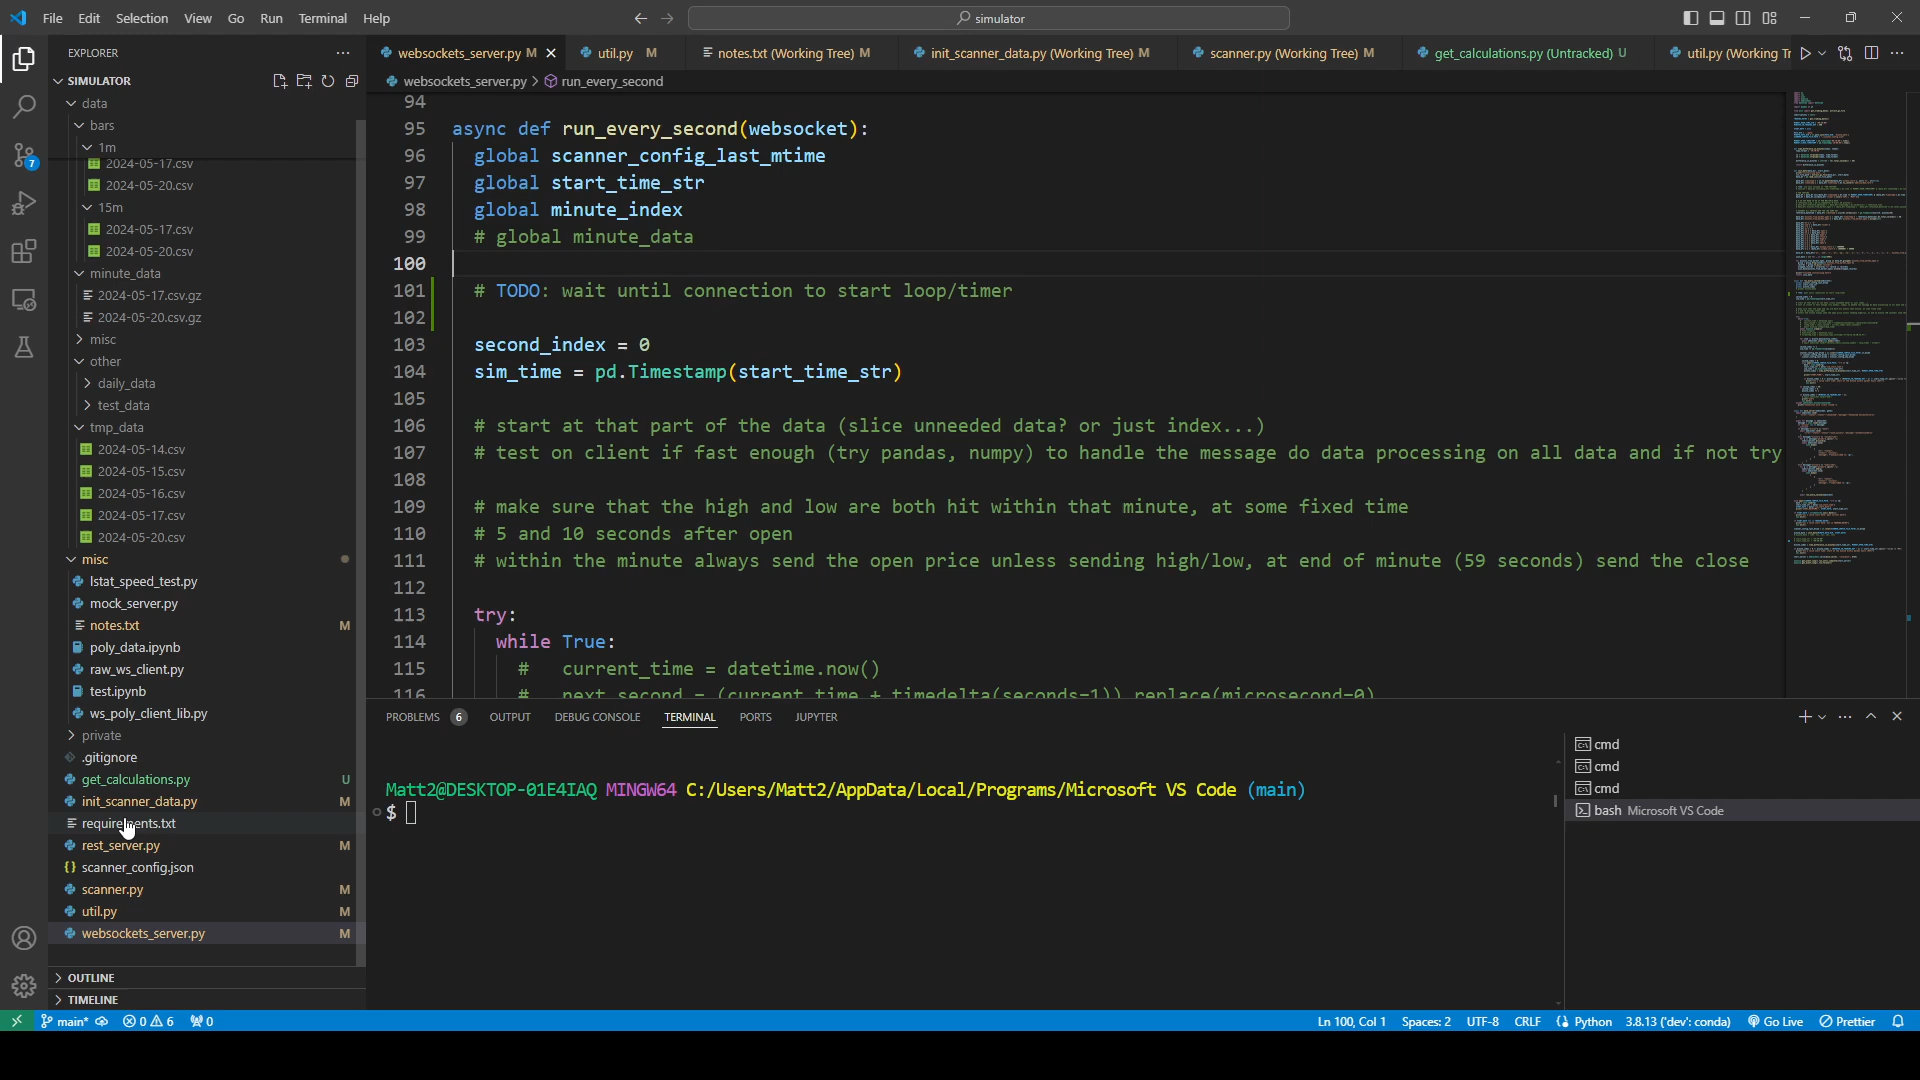 File Edit Selection View Go Run Terminal Help
simulator
EXPLORER
SIMULATOR
data
bars
1m
2024-05-17.csv
2024-05-20.csv
15m
2024-05-17.csv
2024-05-20.csv
minute_data
2024-05-17.csv.gz
2024-05-20.csv.gz
misc
other
daily_data
test_data
tmp_data
2024-05-14.csv
2024-05-15.csv
2024-05-16.csv
2024-05-17.csv
2024-05-20.csv
misc
lstat_speed_test.py
mock_server.py
notes.txt M
poly_data.ipynb
raw_ws_client.py
test.ipynb
ws_poly_client_lib.py
private
.gitignore
get_calculations.py U
init_scanner_data.py M
requirements.txt
rest_server.py M
scanner_config.json
scanner.py M
util.py M
websockets_server.py M
OUTLINE
TIMELINE
7
websockets_server.py M util.py M notes.txt (Working Tree) M init_scanner_data.py (Working Tree) M scanner.py (Working Tree) M get_calculations.py (Untracked) U util.py (Working Tr
websockets_server.py > run_every_second
94
95 async def run_every_second(websocket):
96 global scanner_config_last_mtime
97 global start_time_str
98 global minute_index
99 # global minute_data
100
101 # TODO: wait until connection to start loop/timer
102
103 second_index = 0
104 sim_time = pd.Timestamp(start_time_str)
105
106 # start at that part of the data (slice unneeded data? or just index...)
107 # test on client if fast enough (try pandas, numpy) to handle the message do data processing on all data and if not try
108
109 # make sure that the high and low are both hit within that minute, at some fixed time
110 # 5 and 10 seconds after open
111 # within the minute always send the open price unless sending high/low, at end of minute (59 seconds) send the close
112
113 try:
114 while True:
115 # current_time = datetime.now()
116 # next_second = (current_time + timedelta(seconds=1)).replace(microsecond=0)
PROBLEMS 6 OUTPUT DEBUG CONSOLE TERMINAL PORTS JUPYTER
Matt2@DESKTOP-01E4IAQ MINGW64 C:/Users/Matt2/AppData/Local/Programs/Microsoft VS Code (main)
$
cmd
cmd
cmd
bash Microsoft VS Code
main* 0 6 0 Ln 100, Col 1 Spaces: 2 UTF-8 CRLF Python 3.8.13 ('dev': conda) Go Live Prettier